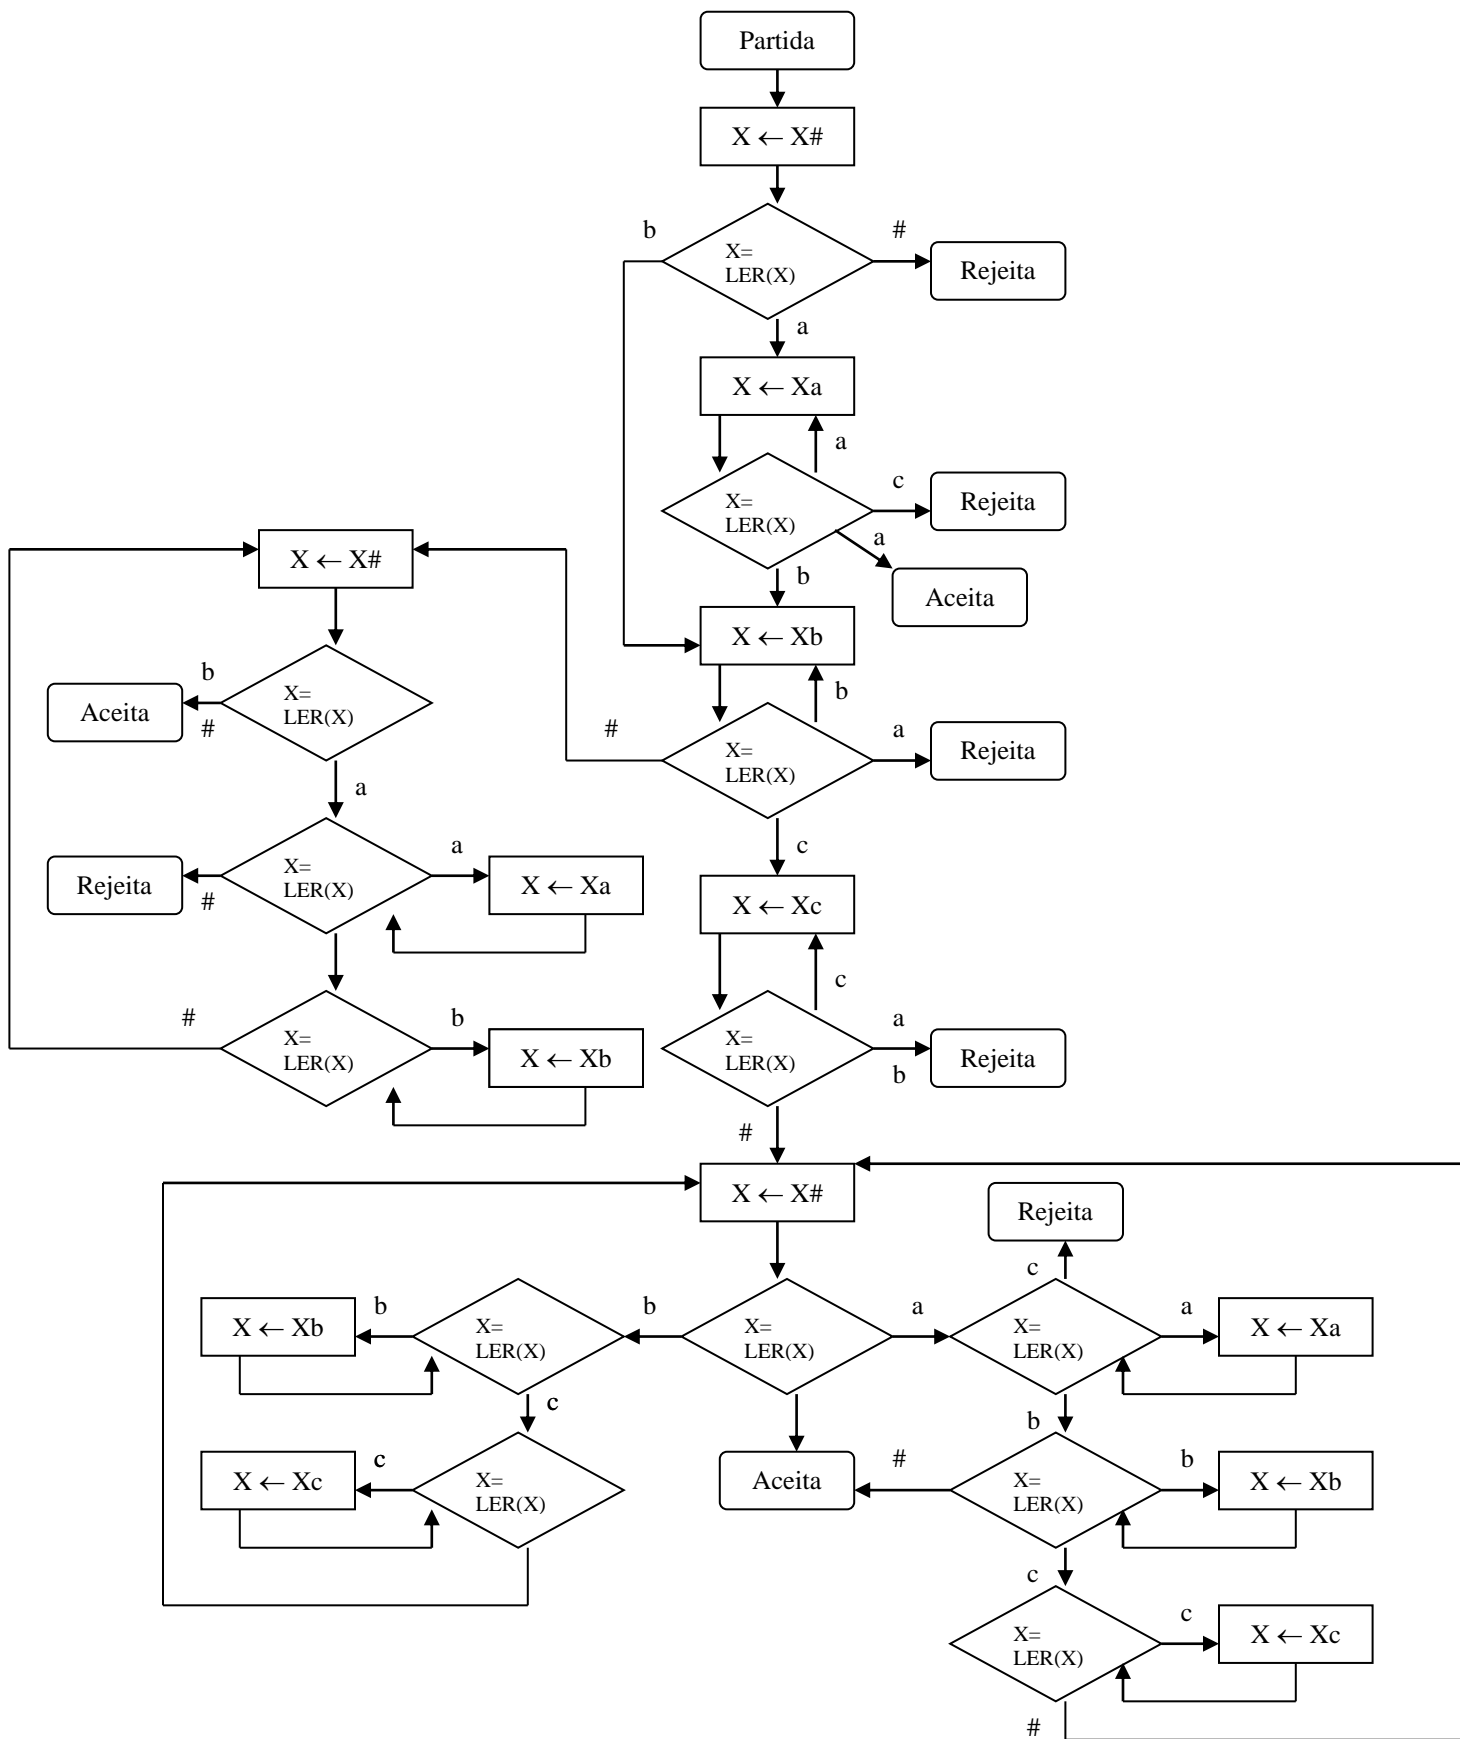 Partida
X ← X#
b
#
X=
LER(X)
Rejeita
a
X ← Xa
a
c
X=
LER(X)
Rejeita
a
X ← X#
b
Aceita
X ← Xb
b
b
X=
LER(X)
Aceita
#
#
a
X=
LER(X)
Rejeita
a
c
a
X=
LER(X)
Rejeita
#
X ← Xa
X ← Xc
c
#
b
a
X=
LER(X)
X ← Xb
X=
LER(X)
Rejeita
b
#
X ← X#
Rejeita
c
b
b
a
a
X ← Xb
X=
LER(X)
X=
LER(X)
X=
LER(X)
X ← Xa
c
b
c
#
b
X ← Xc
X=
LER(X)
Aceita
X=
LER(X)
X ← Xb
c
c
X=
LER(X)
X ← Xc
#